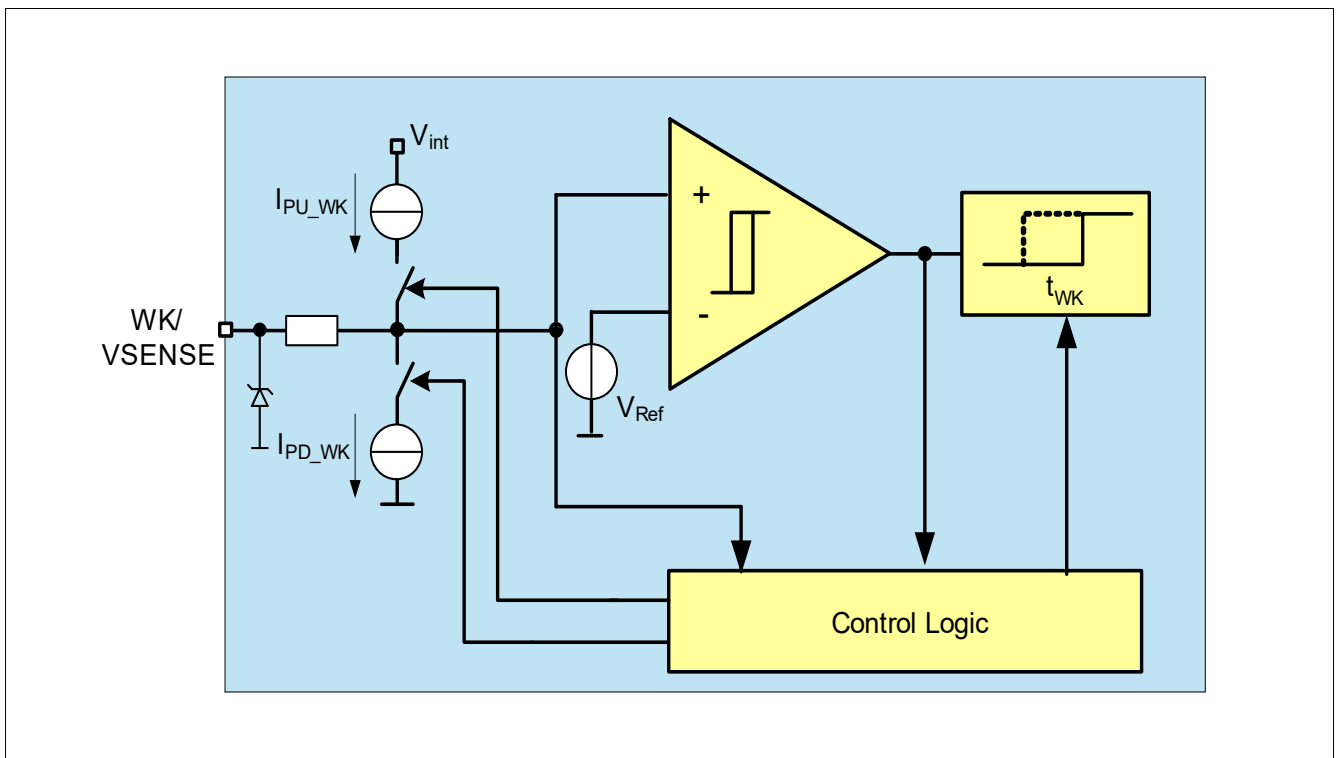 V_int
I_PU_WK
+
WK/
VSENSE
-
t_WK
V_Ref
I_PD_WK
Control Logic